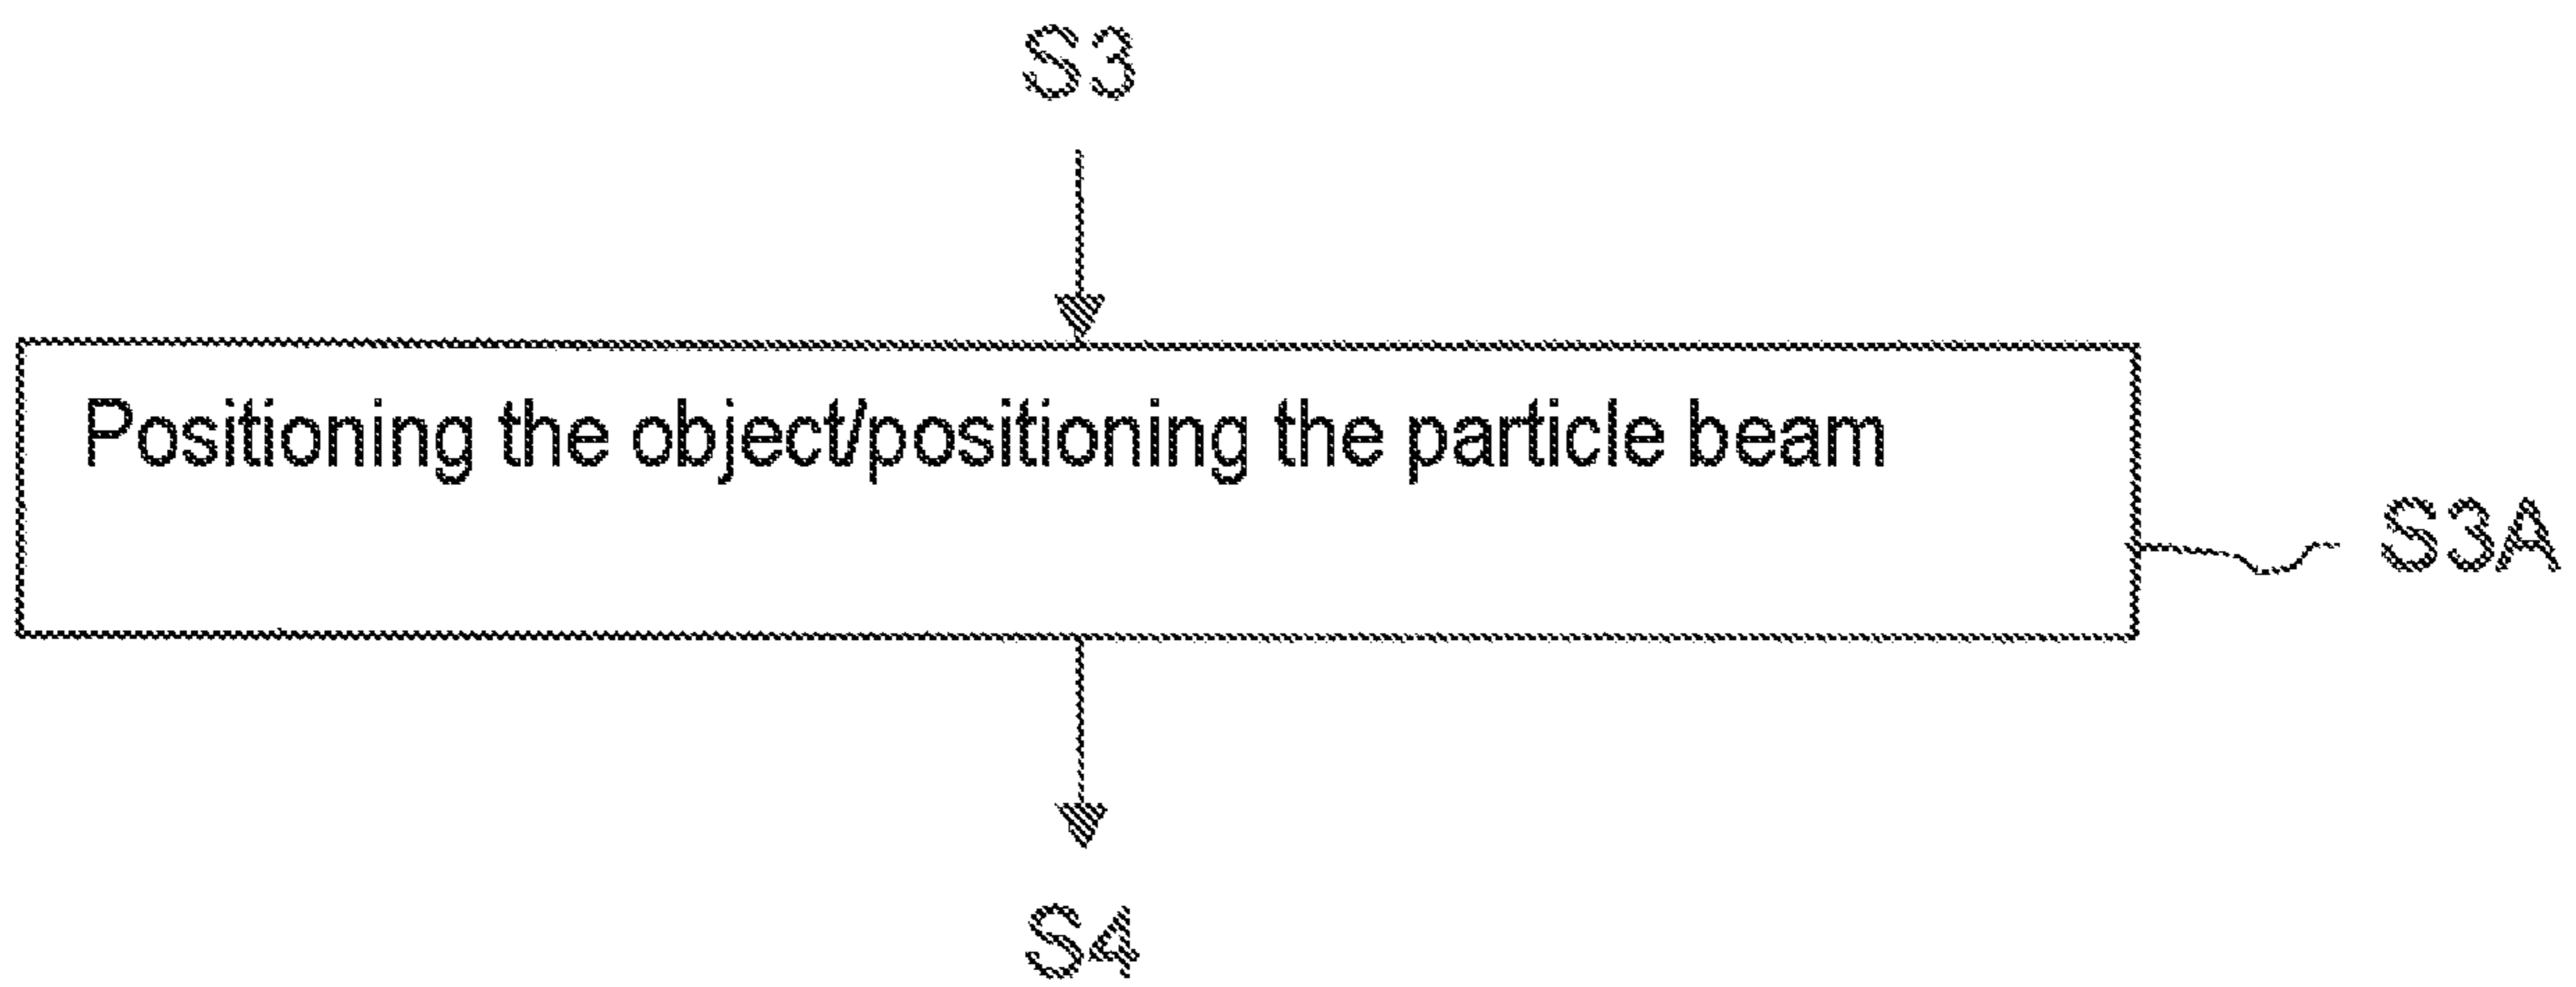 S3
Positioning the object/positioning the particle beam
S3A
S4